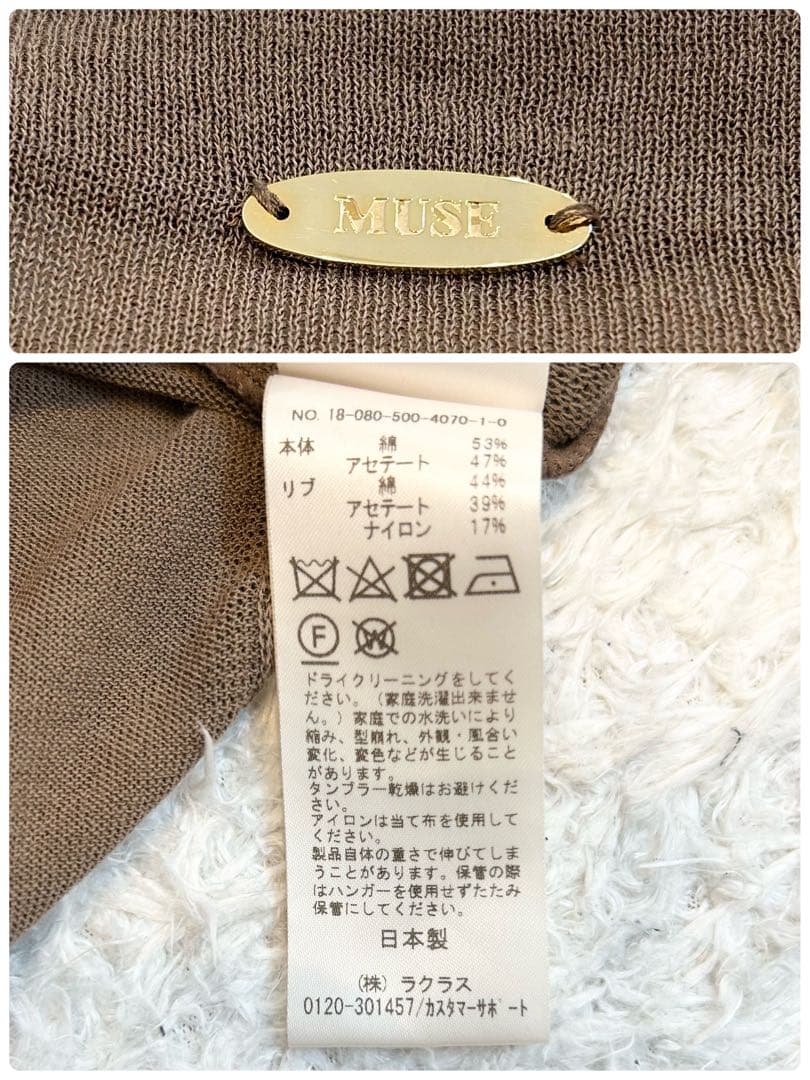 MUSE
NO. 18-080-500-4070-1-0
本体 綿 53%
アセテート 47%
リブ 綿 44%
アセテート 39%
ナイロン 17%
F W
ドライクリーニングをしてく
ださい。(家庭洗濯出来ませ
ん。)家庭での水洗いにより
縮み、型崩れ、外観・風合い
変化、変色などが生じること
があります。
タンブラー乾燥はお避けくだ
さい。
アイロンは当て布を使用して
ください。
製品自体の重さで伸びてしま
うことがあります。保管の際
はハンガーを使用せずたたみ
保管にしてください。
日本製
(株) ラクラス
0120-301457/カスタマーサポート